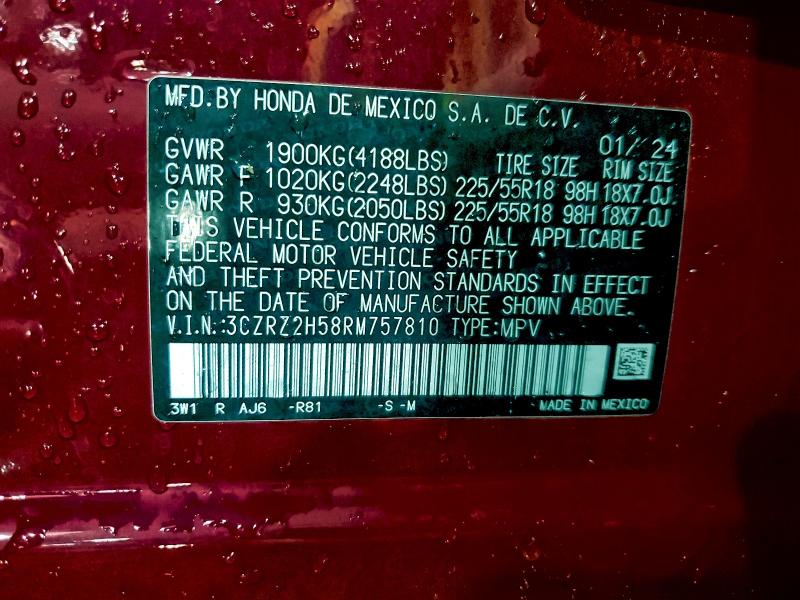 MFD.BY HONDA DE MEXICO S.A. DE C.V.
01/ 24
GVWR 1900KG(4188LBS) TIRE SIZE RIM SIZE
GAWR F 1020KG(2248LBS) 225/55R18 98H 18X7.0J
GAWR R 930KG(2050LBS) 225/55R18 98H 18X7.0J
THIS VEHICLE CONFORMS TO ALL APPLICABLE
FEDERAL MOTOR VEHICLE SAFETY
AND THEFT PREVENTION STANDARDS IN EFFECT
ON THE DATE OF MANUFACTURE SHOWN ABOVE.
V.I.N.:3CZRZ2H58RM757810 TYPE:MPV
3W1 R AJ6 -R81 -S -M MADE IN MEXICO